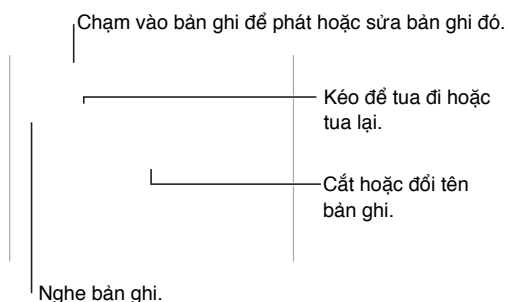 Chạm vào bản ghi để phát hoặc sửa bản ghi đó.
Kéo để tua đi hoặc
tua lại.
Cắt hoặc đổi tên
bản ghi.
Nghe bản ghi.